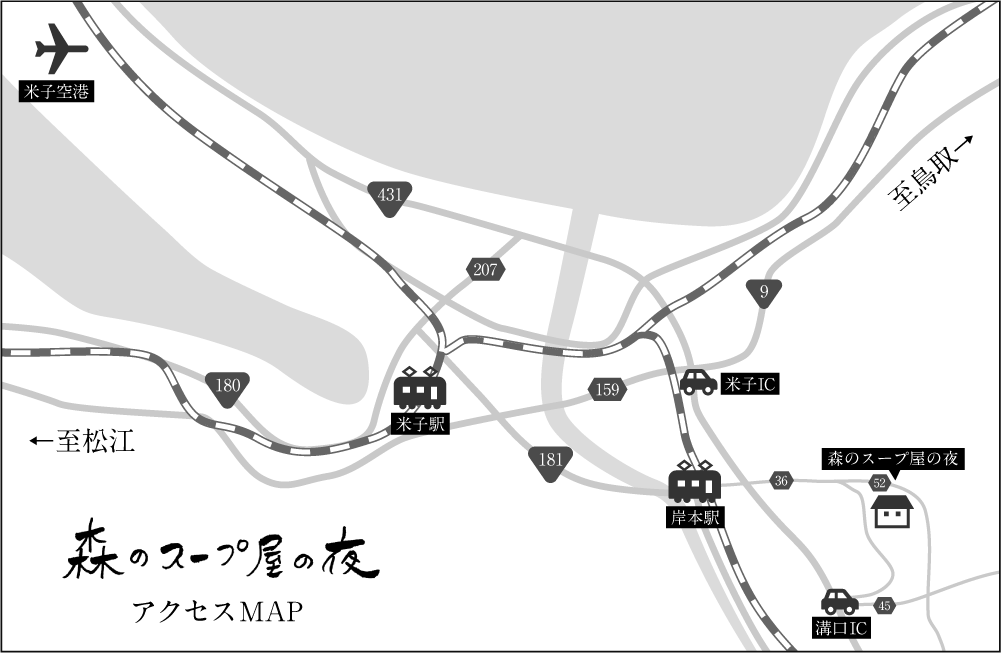 米子空港
431
至鳥取→
207
9
180
159
米子IC
米子駅
←至松江
181
森のスープ屋の夜
36
52
岸本駅
森のスープ屋の夜
アクセスMAP
45
溝口IC